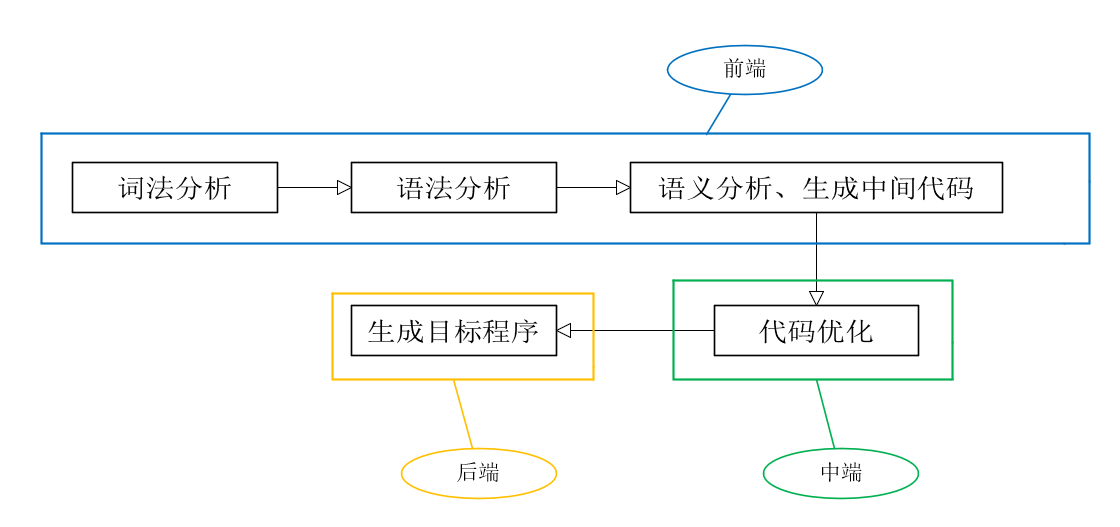 前端
词法分析
语法分析
语义分析、生成中间代码
生成目标程序
代码优化
后端
中端